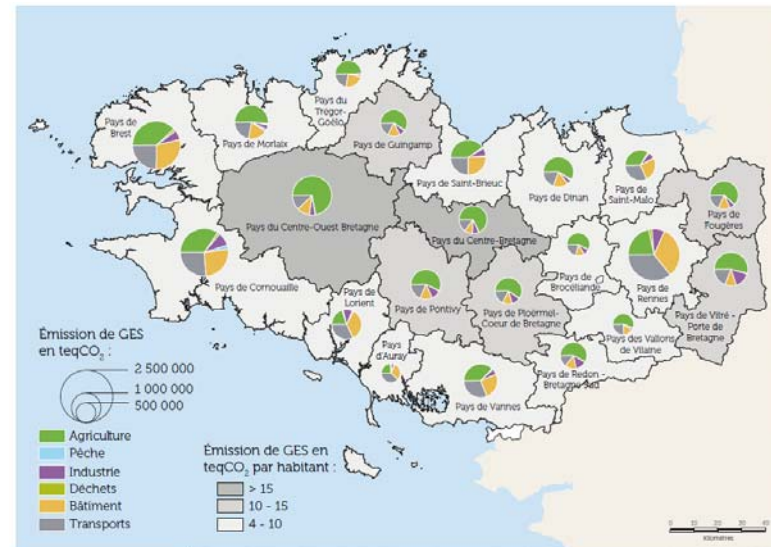 Pays du
Trégor-
Goëlo
Pays de
Brest
Pays de Morlaix
Pays de Guingamp
Pays de Saint-Brieuc
Pays de Dinan
Pays de
Saint-Malo
Pays de
Fougères
Pays du Centre-Ouest Bretagne
Pays du Centre-Bretagne
Pays de
Brocéliande
Pays de
Rennes
Pays de Cornouaille
Pays de
Lorient
Pays de Pontivy
Pays de Ploërmel-
Coeur de Bretagne
Pays de Vitré -
Porte de
Bretagne
Pays des Vallons
de Vilaine
Pays
d'Auray
Pays de Vannes
Pays de Redon -
Bretagne Sud
Émission de GES
en teqCO2 :
2 500 000
1 000 000
500 000
Agriculture
Pêche
Industrie
Déchets
Bâtiment
Transports
Émission de GES en
teqCO2 par habitant :
> 15
10 - 15
4 - 10
0 10 20 30 40
Kilomètres